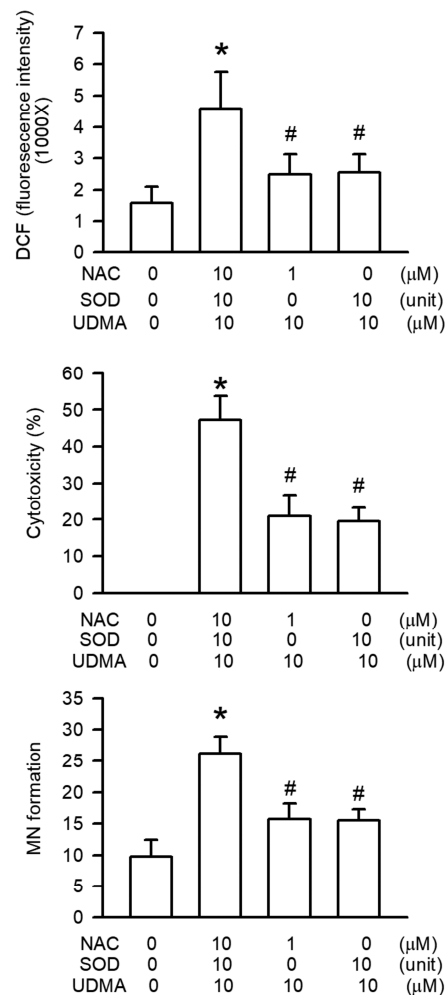 7
6
5
4
3
2
1
0
DCF (fluoresecence intensity)
(1000X)
*
#
#
NAC 0 10 1 0 (μM)
SOD 0 10 0 10 (unit)
UDMA 0 10 10 10 (μM)
60
50
40
30
20
10
0
Cytotoxicity (%)
*
#
#
NAC 0 10 1 0 (μM)
SOD 0 10 0 10 (unit)
UDMA 0 10 10 10 (μM)
35
30
25
20
15
10
5
0
MN formation
*
#
#
NAC 0 10 1 0 (μM)
SOD 0 10 0 10 (unit)
UDMA 0 10 10 10 (μM)